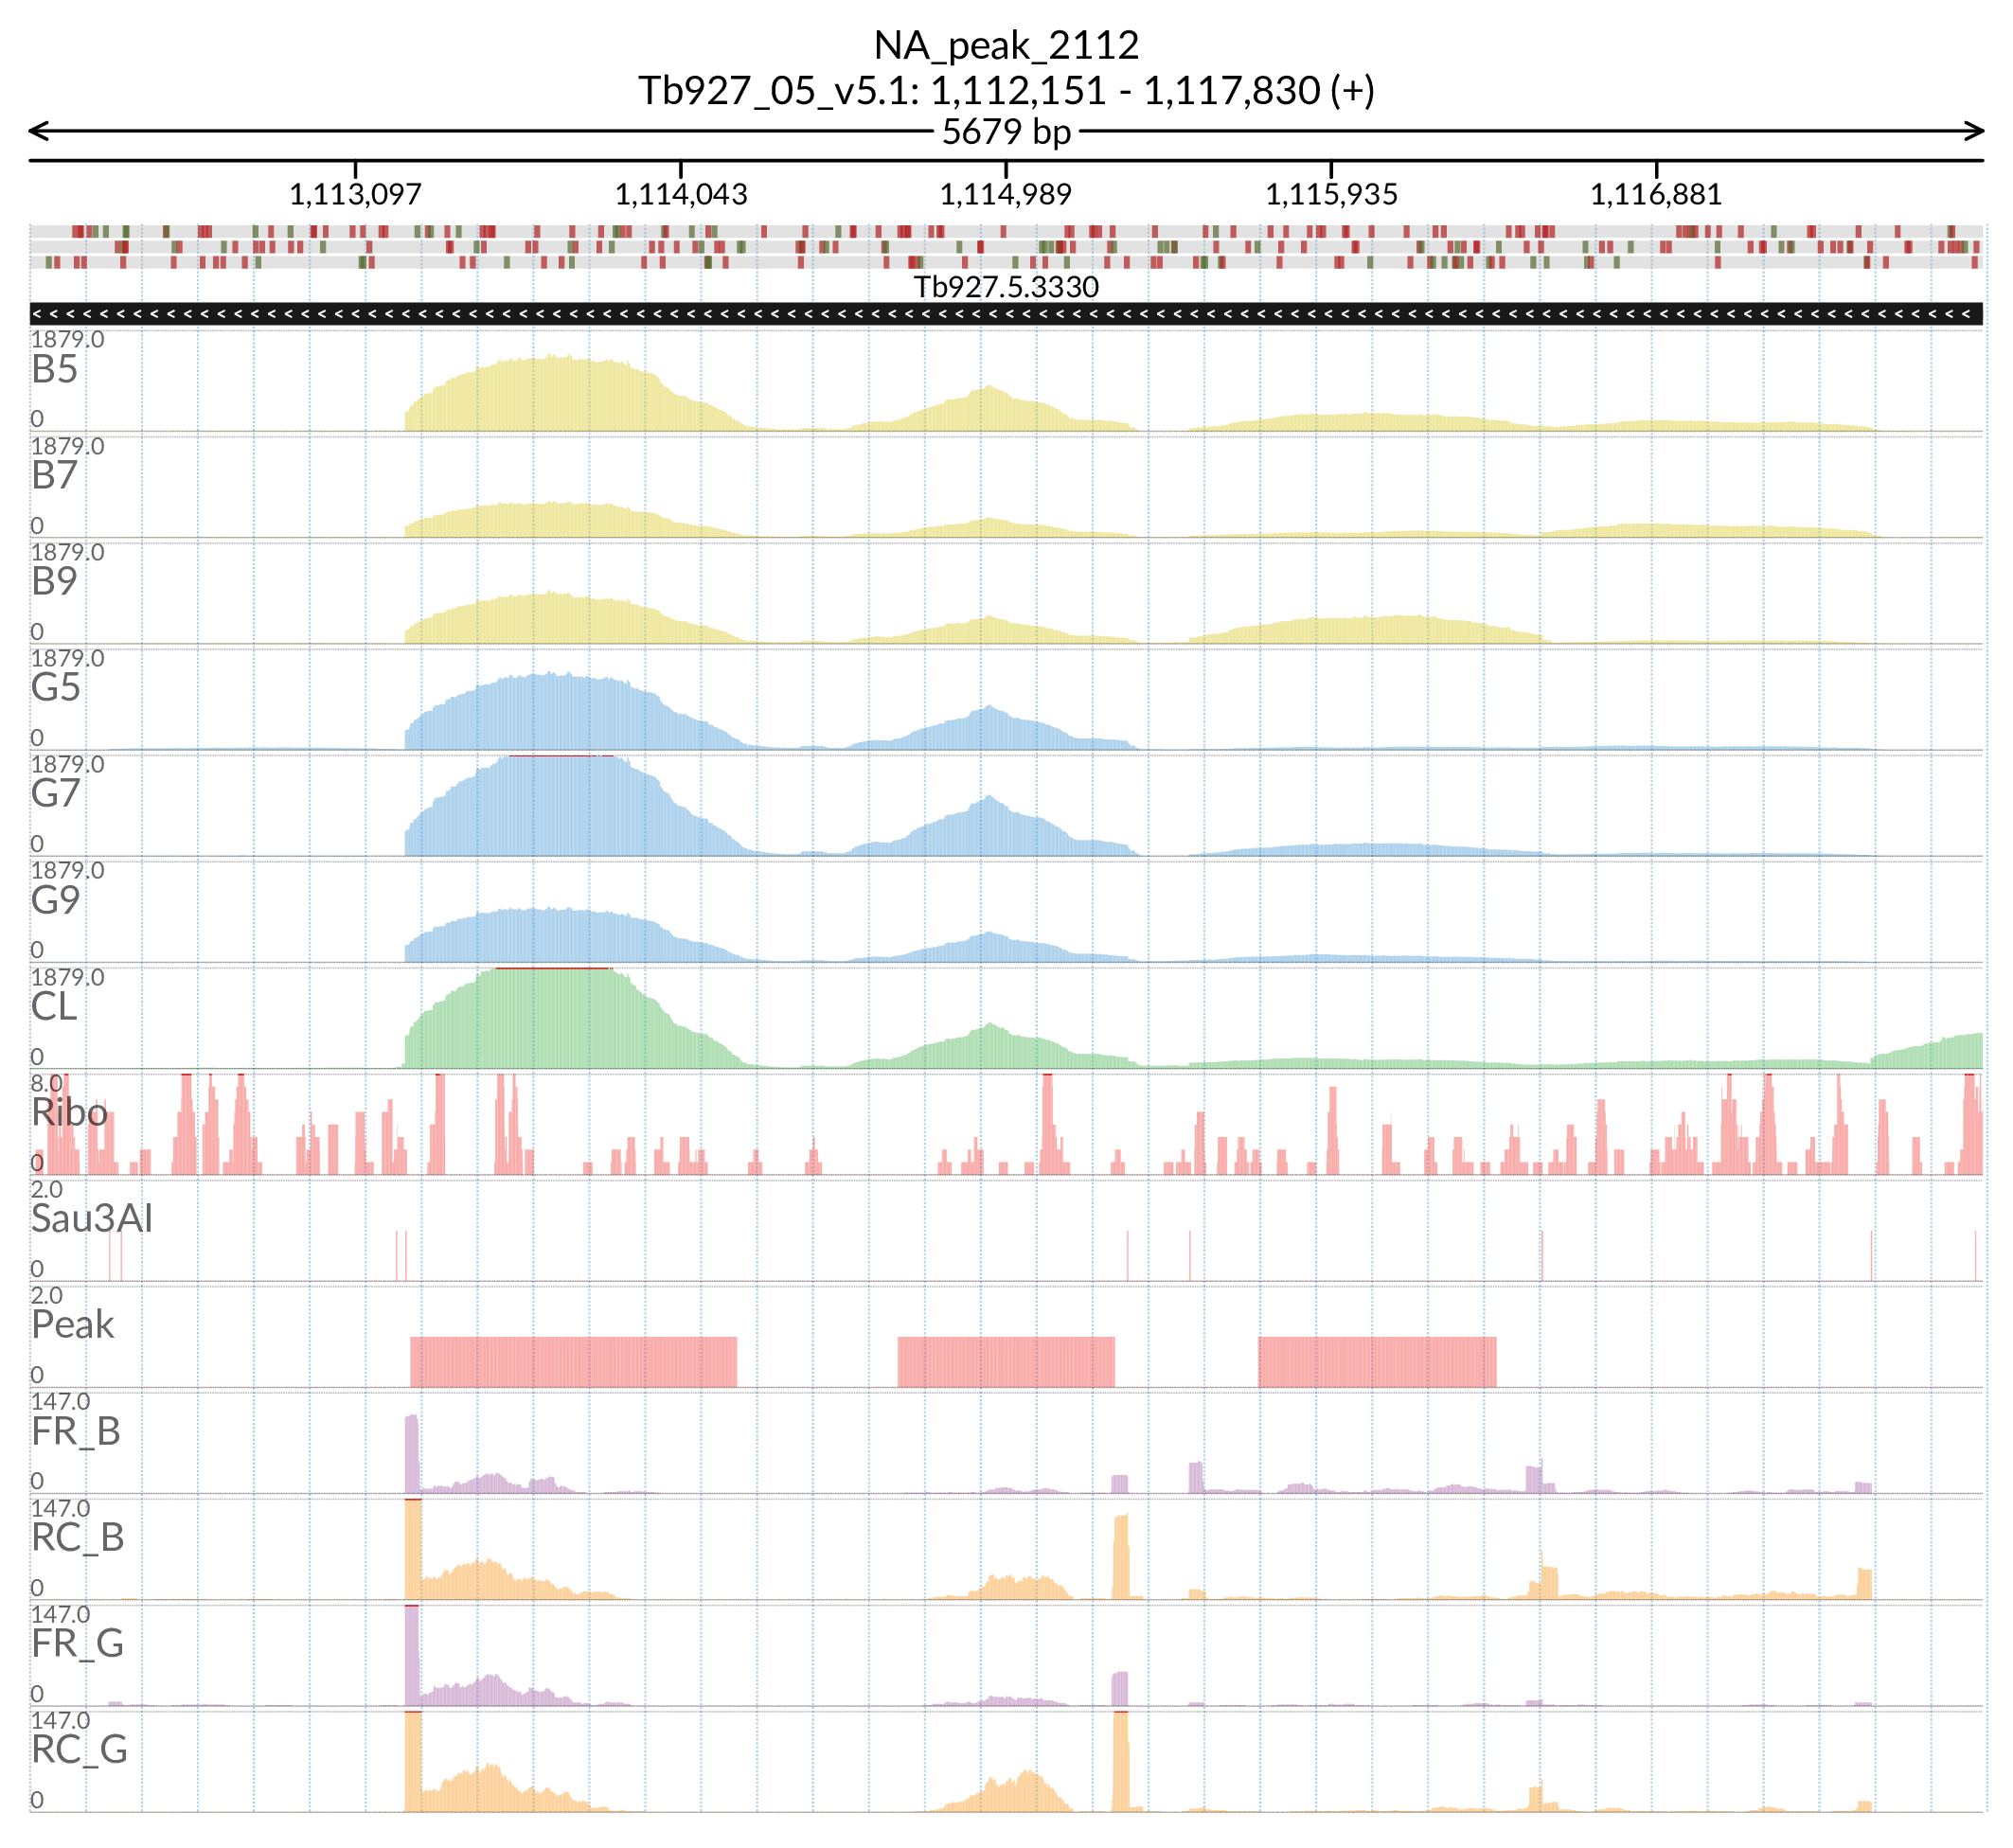 NA_peak_2112
Tb927_05_v5.1: 1,112,151 - 1,117,830 (+)
5679 bp
1,113,097 1,114,043 1,114,989 1,115,935 1,116,881
Tb927.5.3330
1879.0
B5
0
1879.0
B7
0
1879.0
B9
0
1879.0
G5
0
1879.0
G7
0
1879.0
G9
0
1879.0
CL
0
8.0
Ribo
0
2.0
Sau3AI
0
2.0
Peak
0
147.0
FR_B
0
147.0
RC_B
0
147.0
FR_G
0
147.0
RC_G
0